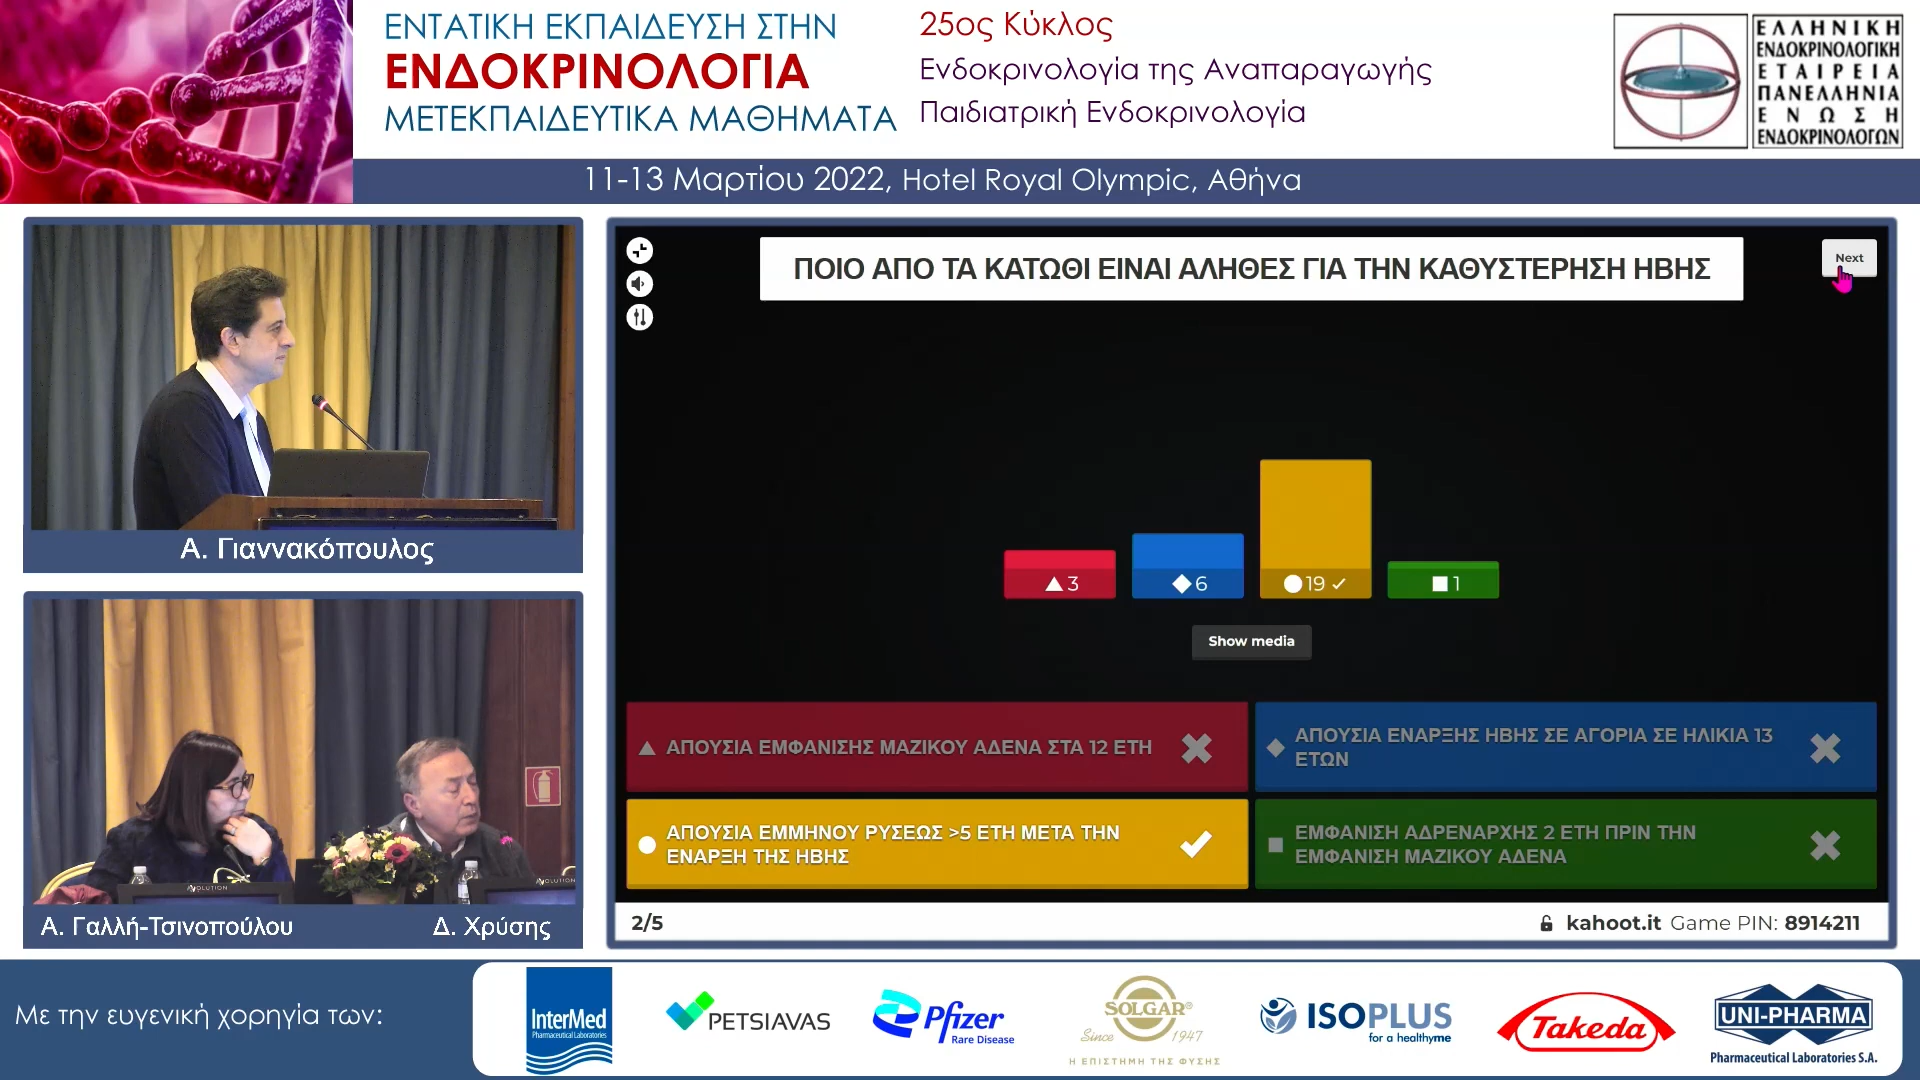 ΕΝΤΑΤΙΚΗ ΕΚΠΑΙΔΕΥΣΗ ΣΤΗΝ
ΕΝΔΟΚΡΙΝΟΛΟΓΙΑ
ΜΕΤΕΚΠΑΙΔΕΥΤΙΚΑ ΜΑΘΗΜΑΤΑ
25ος Κύκλος
Ενδοκρινολογία της Αναπαραγωγής
Παιδιατρική Ενδοκρινολογία
ΕΛΛΗΝΙΚΗ
ΕΝΔΟΚΡΙΝΟΛΟΓΙΚΗ
ΕΤΑΙΡΕΙΑ
ΠΑΝΕΛΛΗΝΙΑ
ΕΝΩΣΗ
ΕΝΔΟΚΡΙΝΟΛΟΓΩΝ
11-13 Μαρτίου 2022, Hotel Royal Olympic, Αθήνα
Α. Γιαννακόπουλος
AVOLUTION
AVOLUTION
Α. Γαλλή-Τσινοπούλου
Δ. Χρύσης
ΠΟΙΟ ΑΠΟ ΤΑ ΚΑΤΩΘΙ ΕΙΝΑΙ ΑΛΗΘΕΣ ΓΙΑ ΤΗΝ ΚΑΘΥΣΤΕΡΗΣΗ ΗΒΗΣ
Next
3
6
19
1
Show media
ΑΠΟΥΣΙΑ ΕΜΦΑΝΙΣΗΣ ΜΑΖΙΚΟΥ ΑΔΕΝΑ ΣΤΑ 12 ΕΤΗ
ΑΠΟΥΣΙΑ ΕΝΑΡΞΗΣ ΗΒΗΣ ΣΕ ΑΓΟΡΙΑ ΣΕ ΗΛΙΚΙΑ 13
ΕΤΩΝ
ΑΠΟΥΣΙΑ ΕΜΜΗΝΟΥ ΡΥΣΕΩΣ >5 ΕΤΗ ΜΕΤΑ ΤΗΝ
ΕΝΑΡΞΗ ΤΗΣ ΗΒΗΣ
ΕΜΦΑΝΙΣΗ ΑΔΡΕΝΑΡΧΗΣ 2 ΕΤΗ ΠΡΙΝ ΤΗΝ
ΕΜΦΑΝΙΣΗ ΜΑΖΙΚΟΥ ΑΔΕΝΑ
2/5
kahoot.it Game PIN: 8914211
Με την ευγενική χορηγία των:
InterMed
Pharmaceutical Laboratories
PETSIAVAS
Pfizer
Rare Disease
SOLGAR®
Since 1947
Η ΕΠΙΣΤΗΜΗ ΤΗΣ ΦΥΣΗΣ
ISOPLUS
for a healthyme
Takeda
UNI-PHARMA
Pharmaceutical Laboratories S.A.